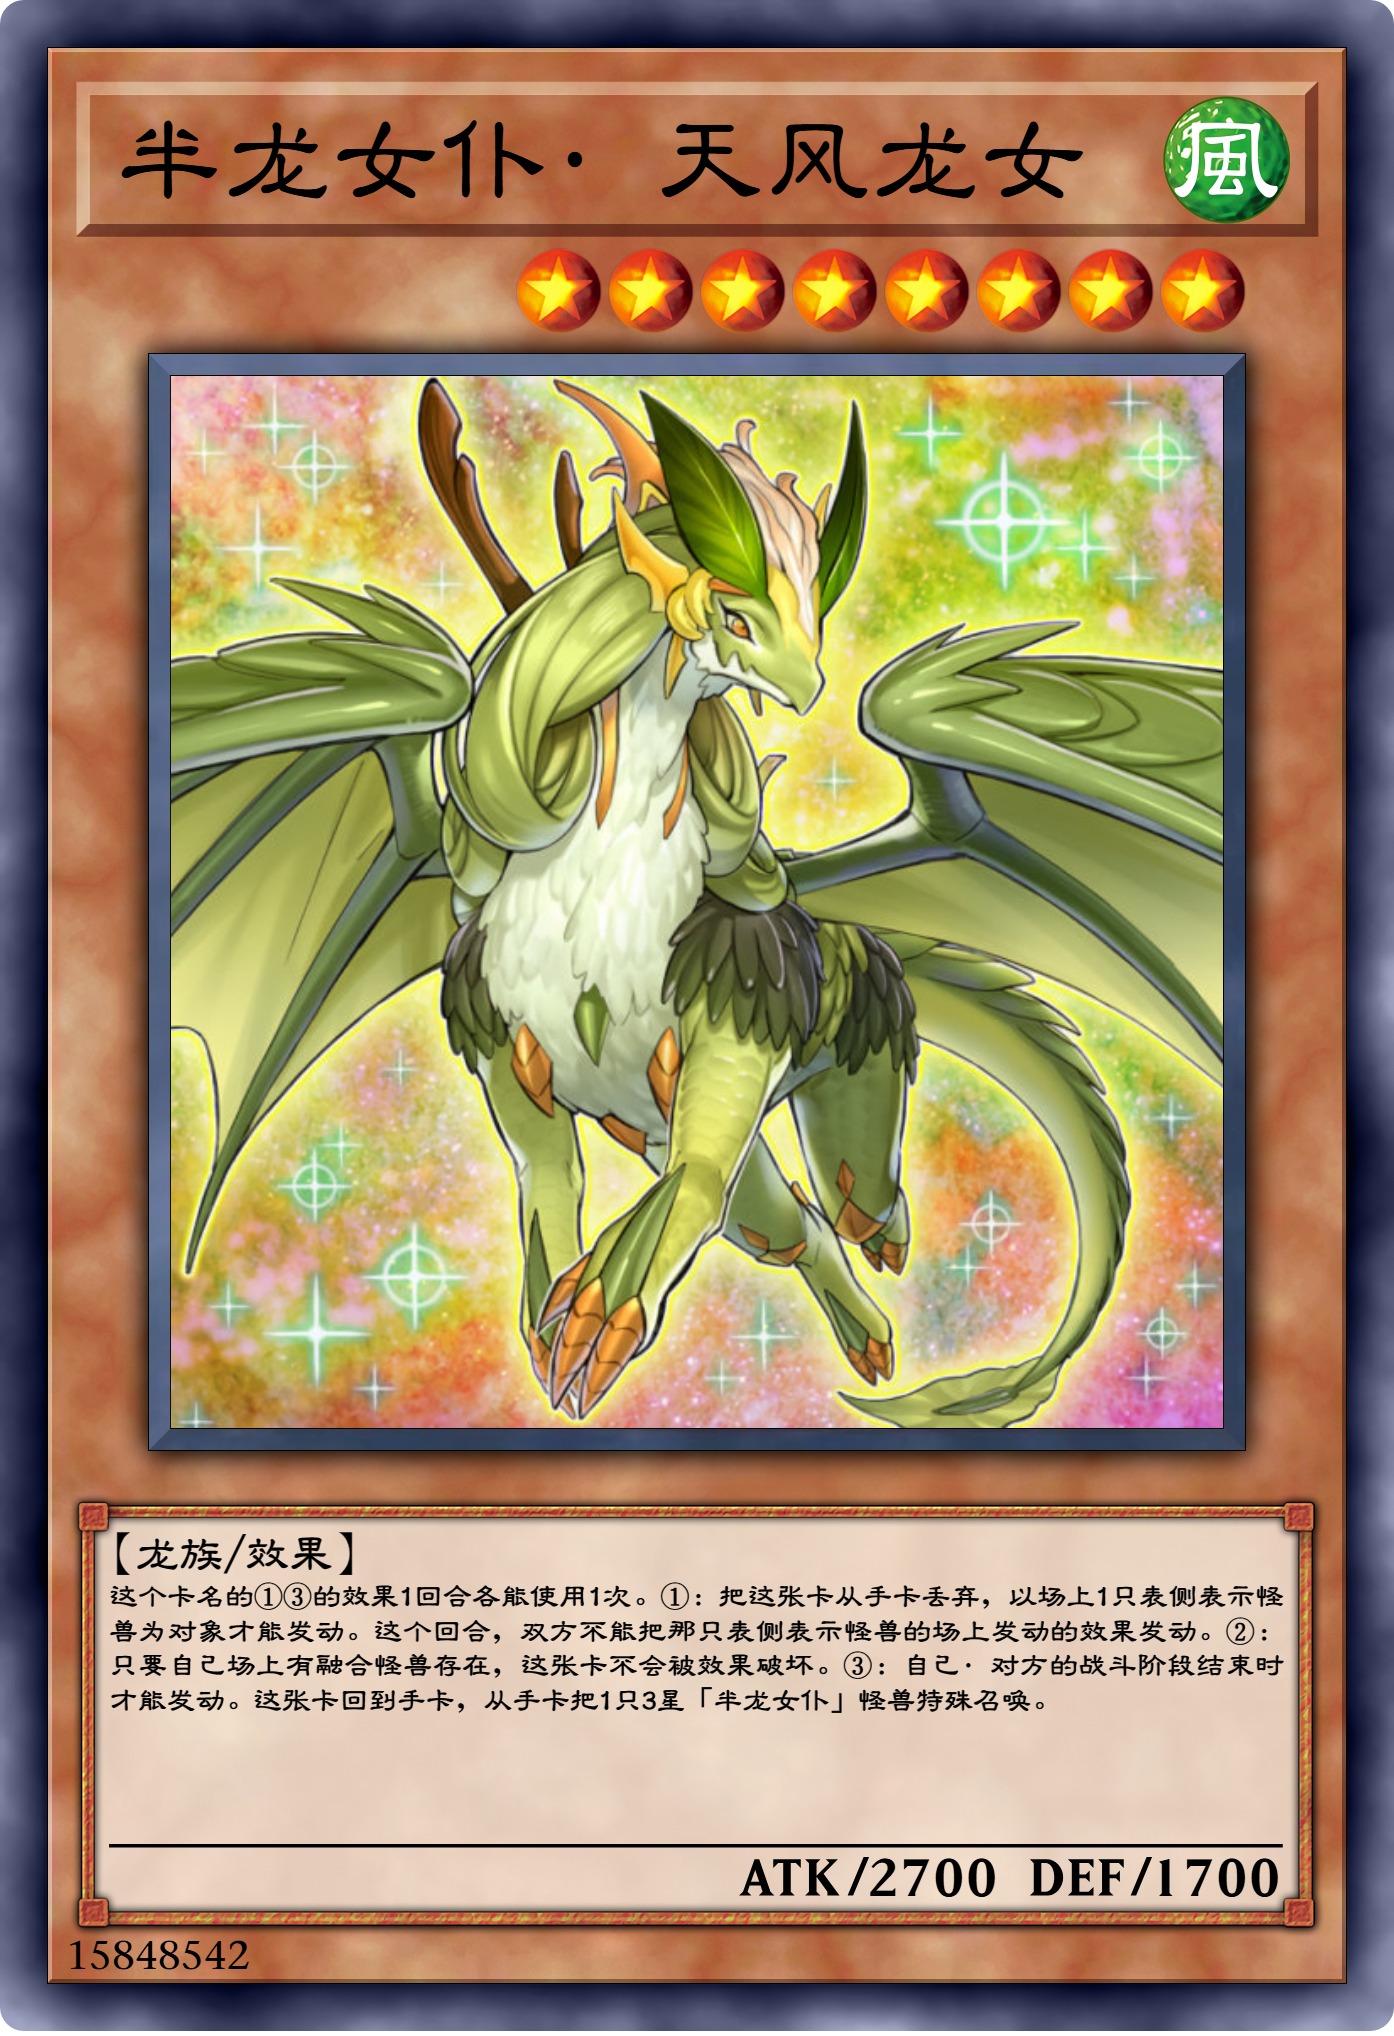 半龙女仆·天风龙女
風
【龙族/效果】
这个卡名的①③的效果1回合各能使用1次。①：把这张卡从手卡丢弃，以场上1只表侧表示怪
兽为对象才能发动。这个回合，双方不能把那只表侧表示怪兽的场上发动的效果发动。②：
只要自己场上有融合怪兽存在，这张卡不会被效果破坏。③：自己·对方的战斗阶段结束时
才能发动。这张卡回到手卡，从手卡把1只3星「半龙女仆」怪兽特殊召唤。
ATK/2700 DEF/1700
15848542